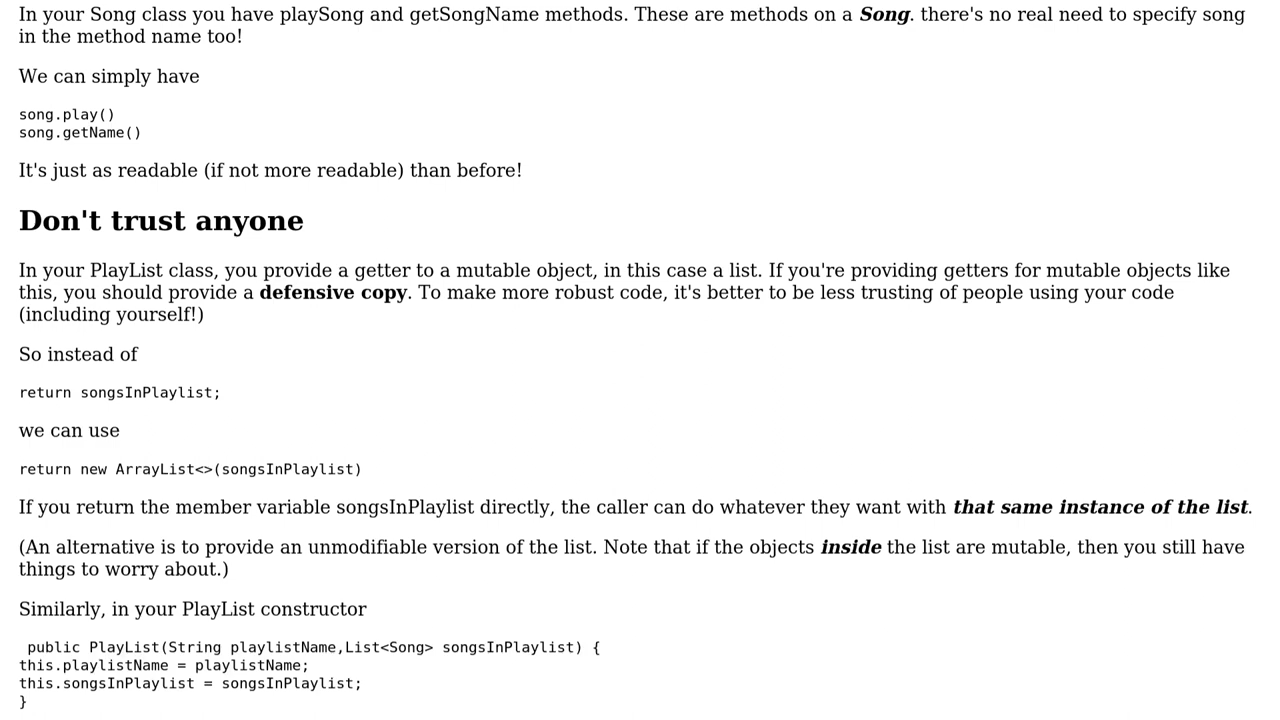 In your Song class you have playSong and getSongName methods. These are methods on a Song. there's no real need to specify song
in the method name too!
We can simply have
song.play()
song.getName()
It's just as readable (if not more readable) than before!
Don't trust anyone
In your PlayList class, you provide a getter to a mutable object, in this case a list. If you're providing getters for mutable objects like
this, you should provide a defensive copy. To make more robust code, it's better to be less trusting of people using your code
(including yourself!)
So instead of
return songsInPlaylist;
we can use
return new ArrayList<>(songsInPlaylist)
If you return the member variable songsInPlaylist directly, the caller can do whatever they want with that same instance of the list.
(An alternative is to provide an unmodifiable version of the list. Note that if the objects inside the list are mutable, then you still have
things to worry about.)
Similarly, in your PlayList constructor
public PlayList(String playlistName,List<Song> songsInPlaylist) {
this.playlistName = playlistName;
this.songsInPlaylist = songsInPlaylist;
}